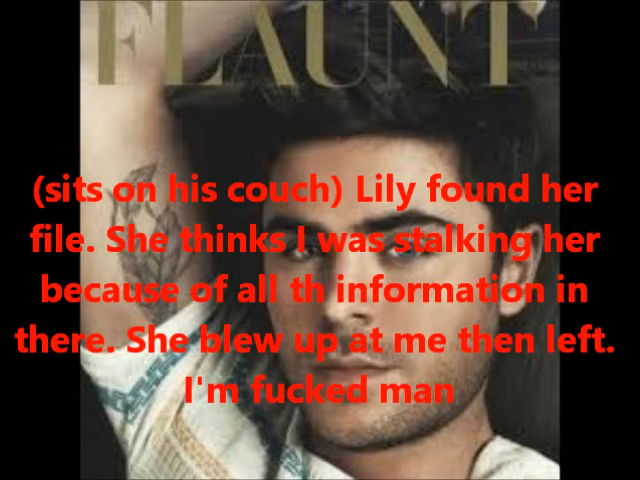 FLAUNT
(sits on his couch) Lily found her
file. She thinks I was stalking her
because of all th information in
there. She blew up at me then left.
I'm fucked man